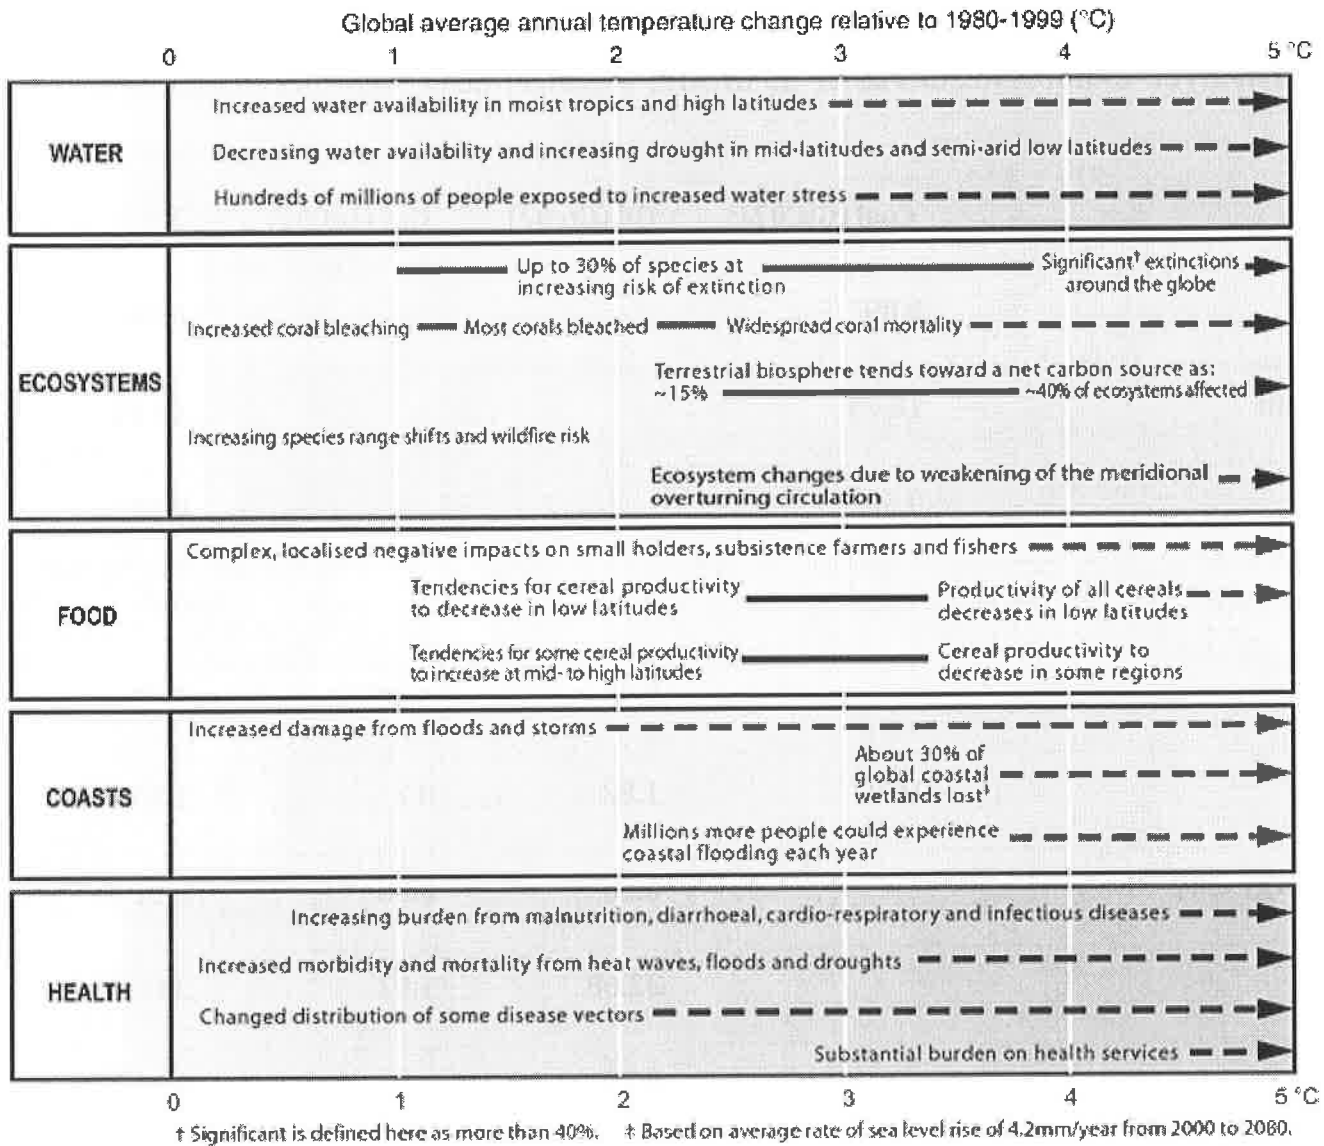 Global average annual temperature change relative to 1980-1999 (°C)
0 1 2 3 4 5 °C
WATER
Increased water availability in moist tropics and high latitudes
Decreasing water availability and increasing drought in mid-latitudes and semi-arid low latitudes
Hundreds of millions of people exposed to increased water stress
ECOSYSTEMS
Up to 30% of species at
increasing risk of extinction
Significant† extinctions
around the globe
Increased coral bleaching Most corals bleached Widespread coral mortality
Terrestrial biosphere tends toward a net carbon source as:
~15% ~40% of ecosystems affected
Increasing species range shifts and wildfire risk
Ecosystem changes due to weakening of the meridional
overturning circulation
FOOD
Complex, localised negative impacts on small holders, subsistence farmers and fishers
Tendencies for cereal productivity
to decrease in low latitudes
Productivity of all cereals
decreases in low latitudes
Tendencies for some cereal productivity
to increase at mid- to high latitudes
Cereal productivity to
decrease in some regions
COASTS
Increased damage from floods and storms
About 30% of
global coastal
wetlands lost‡
Millions more people could experience
coastal flooding each year
HEALTH
Increasing burden from malnutrition, diarrhoeal, cardio-respiratory and infectious diseases
Increased morbidity and mortality from heat waves, floods and droughts
Changed distribution of some disease vectors
Substantial burden on health services
0 1 2 3 4 5 °C
† Significant is defined here as more than 40%. ‡ Based on average rate of sea level rise of 4.2mm/year from 2000 to 2080.